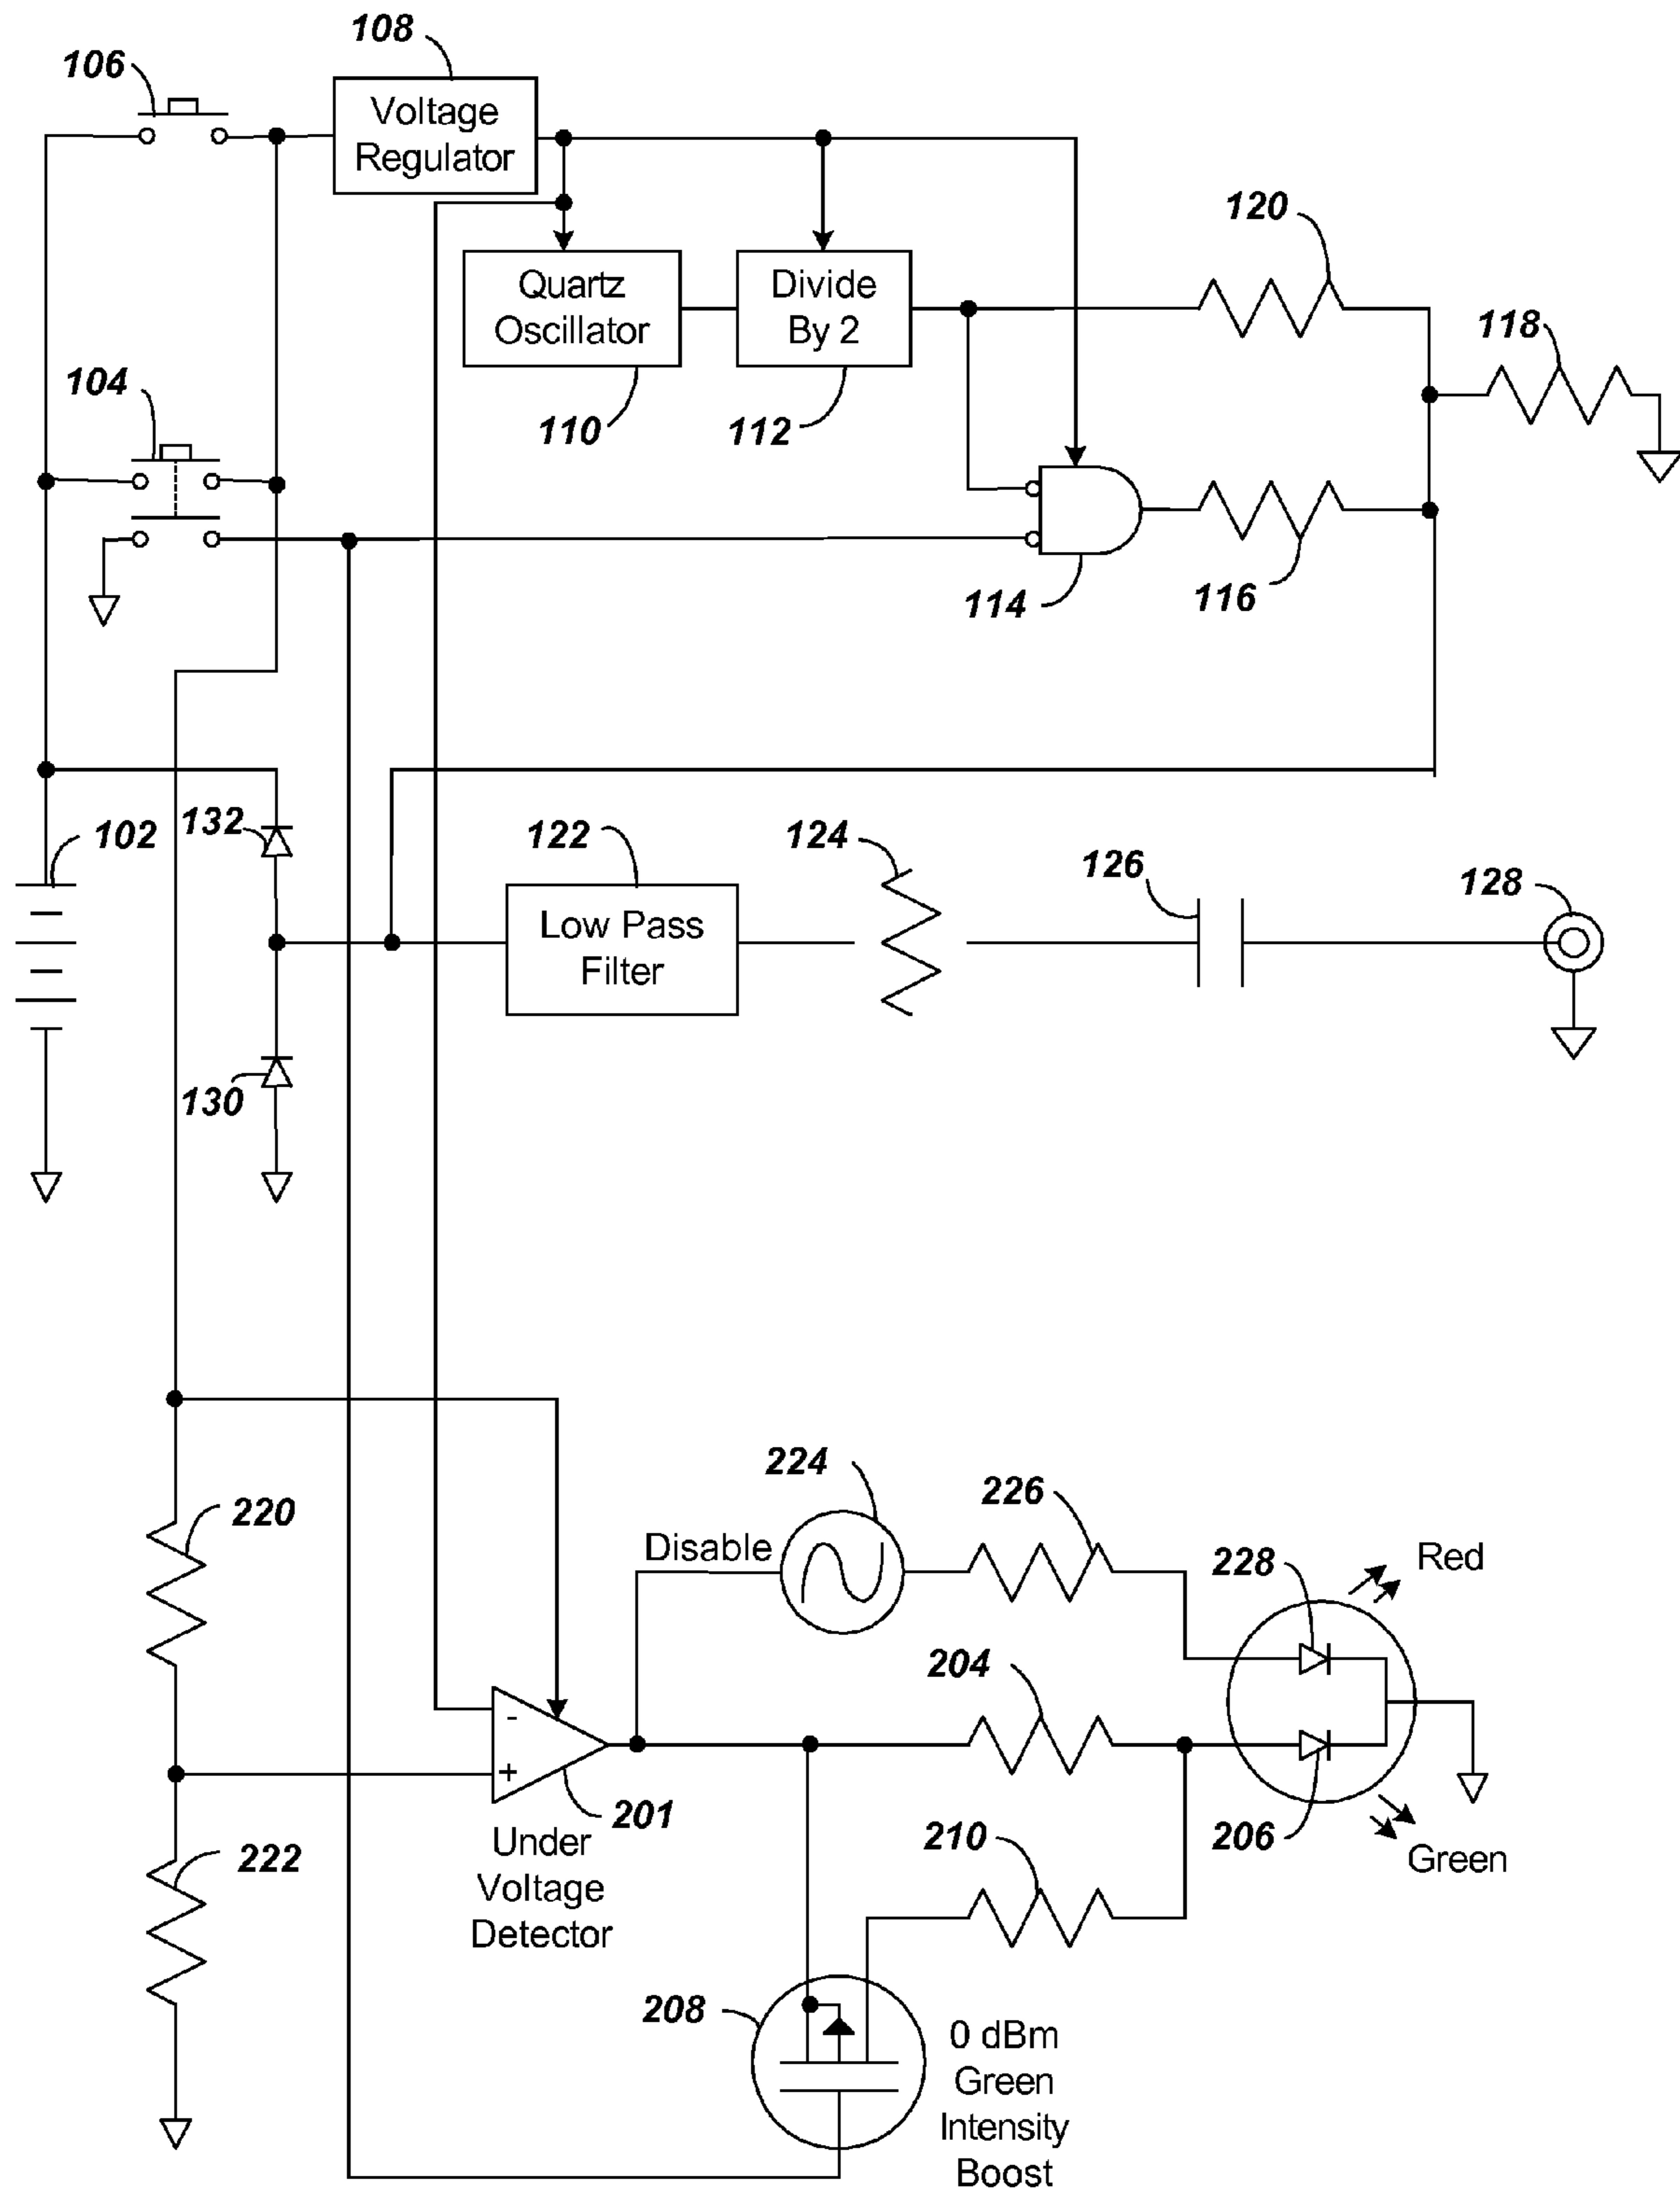 108
106
Voltage
Regulator
120
Quartz
Oscillator
Divide
By 2
118
104
110
112
114
116
102
132
122
124
126
128
Low Pass
Filter
130
224
226
220
Disable
228
Red
204
-
+
201
Under
Voltage
Detector
210
206
Green
222
208
0 dBm
Green
Intensity
Boost